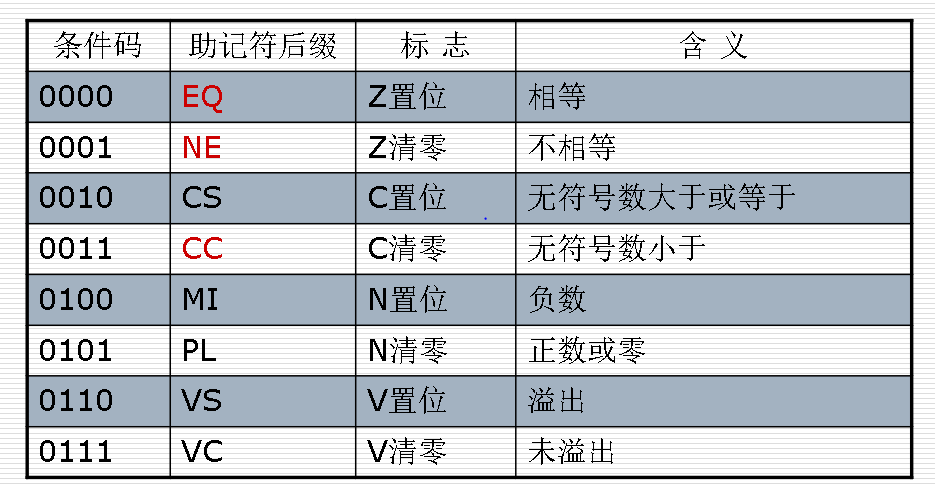 条件码 助记符后缀 标 志 含 义
0000 EQ Z置位 相等
0001 NE Z清零 不相等
0010 CS C置位 无符号数大于或等于
0011 CC C清零 无符号数小于
0100 MI N置位 负数
0101 PL N清零 正数或零
0110 VS V置位 溢出
0111 VC V清零 未溢出